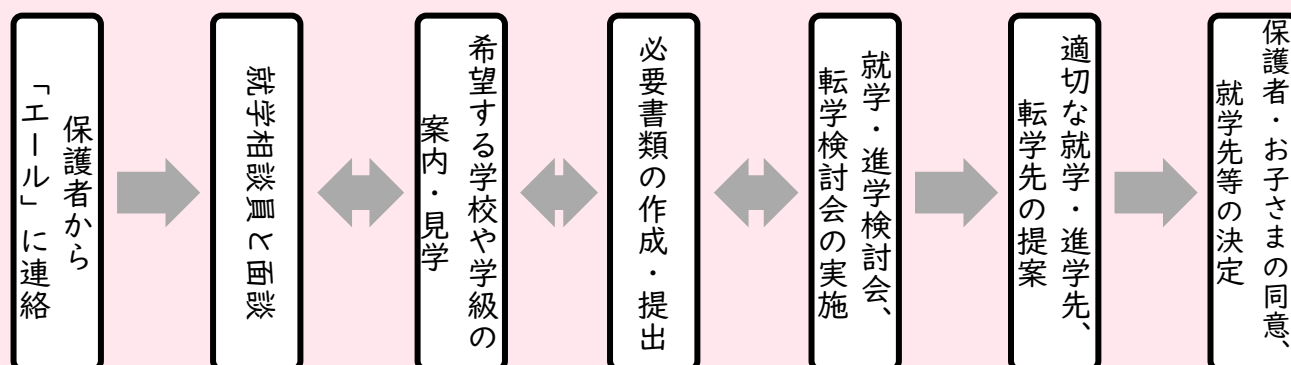 保護者から
「エール」に連絡
就学相談員と面談
希望する学校や学級の
案内・見学
必要書類の作成・提出
就学・進学検討会、
転学検討会の実施
適切な就学・進学先、
転学先の提案
保護者・お子さまの同意、
就学先等の決定